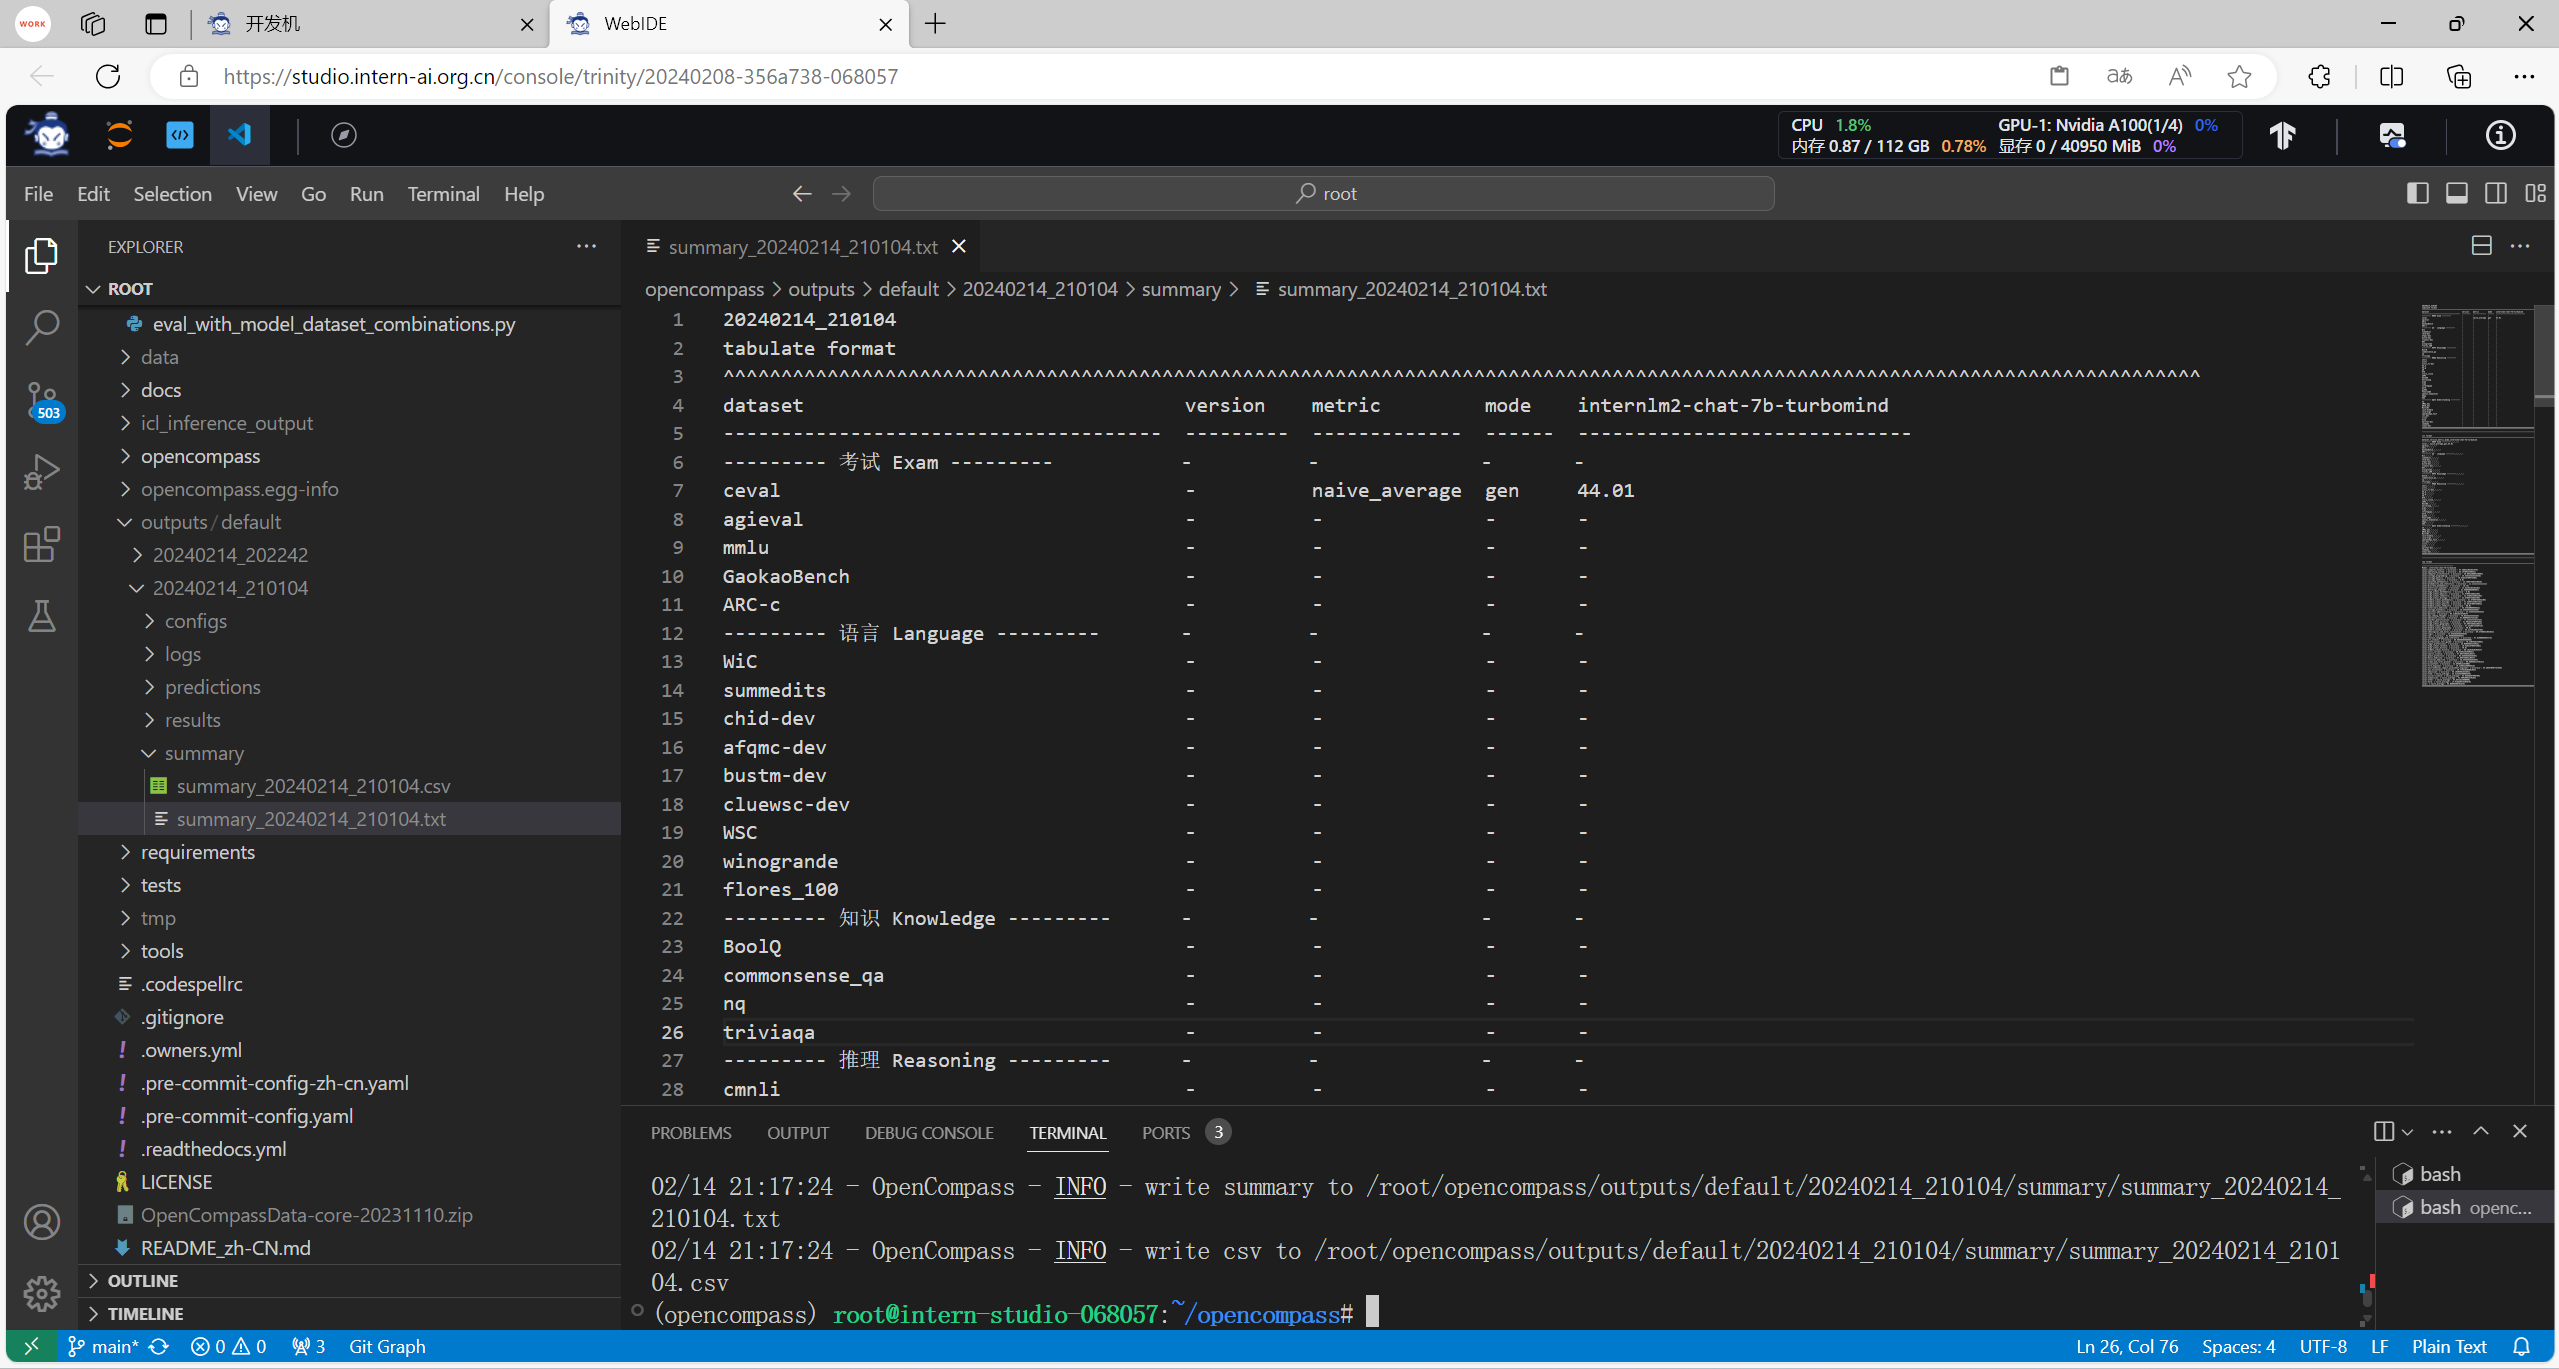 WORK
开发机
WebIDE
https://studio.intern-ai.org.cn/console/trinity/20240208-356a738-068057
CPU 1.8% GPU-1: Nvidia A100(1/4) 0%
内存 0.87 / 112 GB 0.78% 显存 0 / 40950 MiB 0%
File Edit Selection View Go Run Terminal Help
root
EXPLORER
ROOT
eval_with_model_dataset_combinations.py
data
docs
icl_inference_output
opencompass
opencompass.egg-info
outputs/default
20240214_202242
20240214_210104
configs
logs
predictions
results
summary
summary_20240214_210104.csv
summary_20240214_210104.txt
requirements
tests
tmp
tools
.codespellrc
.gitignore
.owners.yml
.pre-commit-config-zh-cn.yaml
.pre-commit-config.yaml
.readthedocs.yml
LICENSE
OpenCompassData-core-20231110.zip
README_zh-CN.md
OUTLINE
TIMELINE
503
summary_20240214_210104.txt
opencompass > outputs > default > 20240214_210104 > summary > summary_20240214_210104.txt
1 20240214_210104
2 tabulate format
3 ^^^^^^^^^^^^^^^^^^^^^^^^^^^^^^^^^^^^^^^^^^^^^^^^^^^^^^^^^^^^^^^^^^^^^^^^^^^^^^^^^^^^^^^^^^^^^^^^^^^^^^^^^^^^^^^^^^^^^^^^^^^^^^^^
4 dataset version metric mode internlm2-chat-7b-turbomind
5 -------------------------------------- --------- ------------- ------ -----------------------------
6 --------- 考试 Exam --------- - - - -
7 ceval - naive_average gen 44.01
8 agieval - - - -
9 mmlu - - - -
10 GaokaoBench - - - -
11 ARC-c - - - -
12 --------- 语言 Language --------- - - - -
13 WiC - - - -
14 summedits - - - -
15 chid-dev - - - -
16 afqmc-dev - - - -
17 bustm-dev - - - -
18 cluewsc-dev - - - -
19 WSC - - - -
20 winogrande - - - -
21 flores_100 - - - -
22 --------- 知识 Knowledge --------- - - - -
23 BoolQ - - - -
24 commonsense_qa - - - -
25 nq - - - -
26 triviaqa - - - -
27 --------- 推理 Reasoning --------- - - - -
28 cmnli - - - -
PROBLEMS OUTPUT DEBUG CONSOLE TERMINAL PORTS 3
02/14 21:17:24 - OpenCompass - INFO - write summary to /root/opencompass/outputs/default/20240214_210104/summary/summary_20240214_
210104.txt
02/14 21:17:24 - OpenCompass - INFO - write csv to /root/opencompass/outputs/default/20240214_210104/summary/summary_20240214_2101
04.csv
(opencompass) root@intern-studio-068057:~/opencompass#
bash
bash openc...
main* 0 0 3 Git Graph
Ln 26, Col 76 Spaces: 4 UTF-8 LF Plain Text